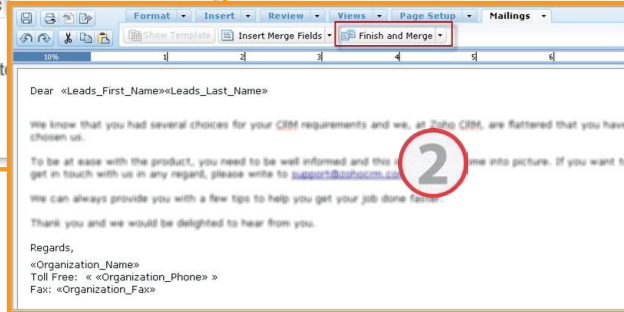 Format Insert Review Views Page Setup Mailings
Show Template Insert Merge Fields Finish and Merge
10% 1 2 3 4 5 6
Dear «Leads_First_Name»«Leads_Last_Name»
We know that you had several choices for your CRM requirements and we, at Zoho CRM, are flattered that you have
chosen us.
To be at ease with the product, you need to be well informed and this me into picture. If you want t
get in touch with us in any regard, please write to support@zohocrm.co
We can always provide you with a few tips to help you get your job done faster.
2
Thank you and we would be delighted to hear from you.
Regards,
«Organization_Name»
Toll Free: « «Organization_Phone» »
Fax: «Organization_Fax»